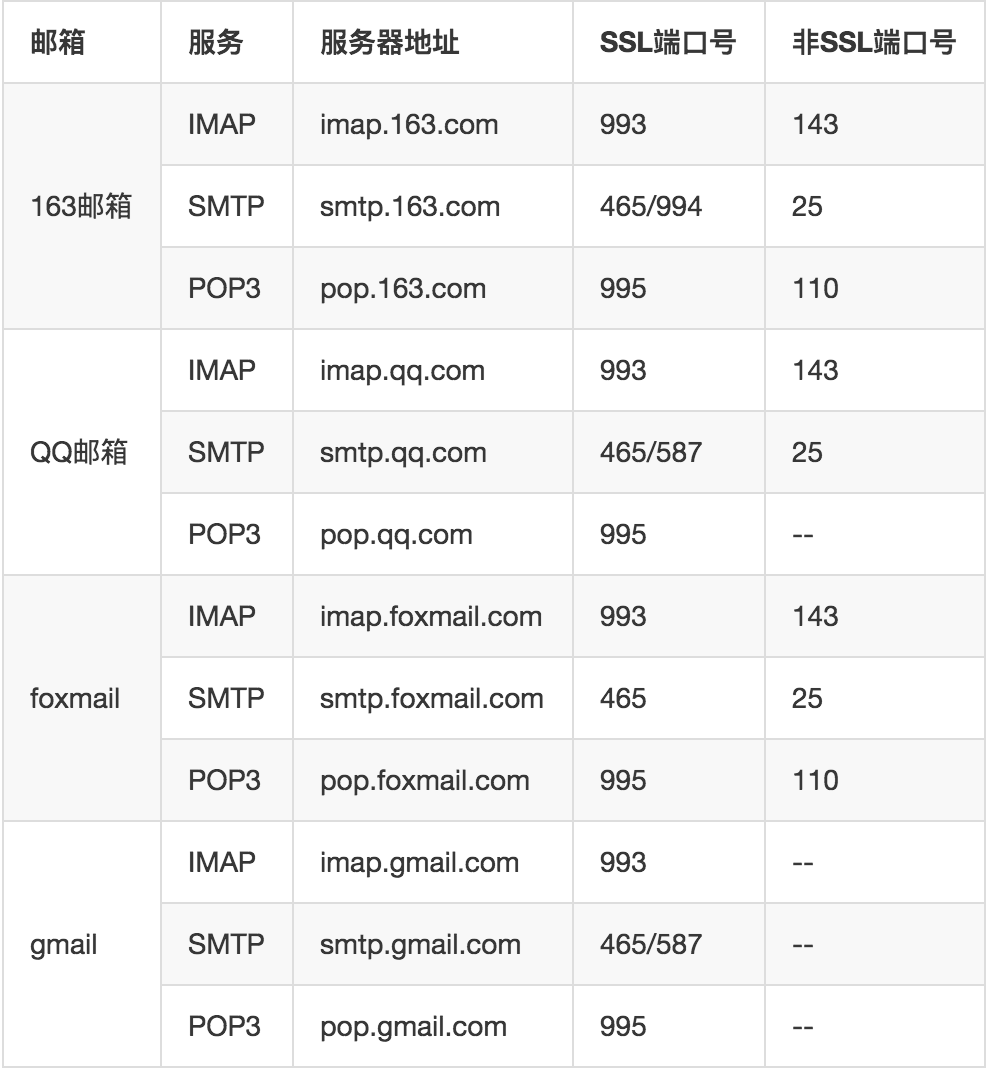 邮箱 服务 服务器地址 SSL端口号 非SSL端口号
IMAP imap.163.com 993 143
163邮箱 SMTP smtp.163.com 465/994 25
POP3 pop.163.com 995 110
IMAP imap.qq.com 993 143
QQ邮箱 SMTP smtp.qq.com 465/587 25
POP3 pop.qq.com 995 --
IMAP imap.foxmail.com 993 143
foxmail SMTP smtp.foxmail.com 465 25
POP3 pop.foxmail.com 995 110
IMAP imap.gmail.com 993 --
gmail SMTP smtp.gmail.com 465/587 --
POP3 pop.gmail.com 995 --